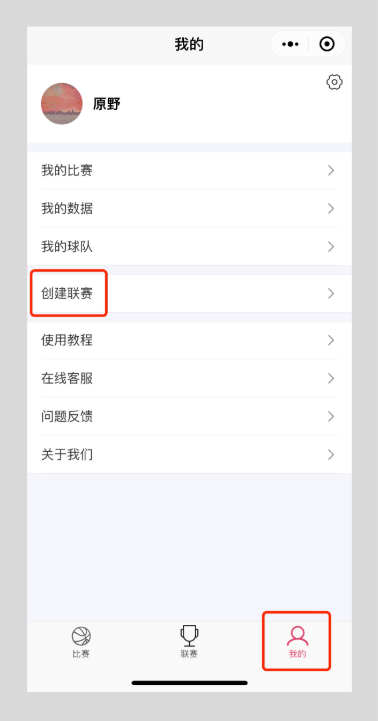 我的
原野
我的比赛
我的数据
我的球队
创建联赛
使用教程
在线客服
问题反馈
关于我们
比赛 联赛 我的